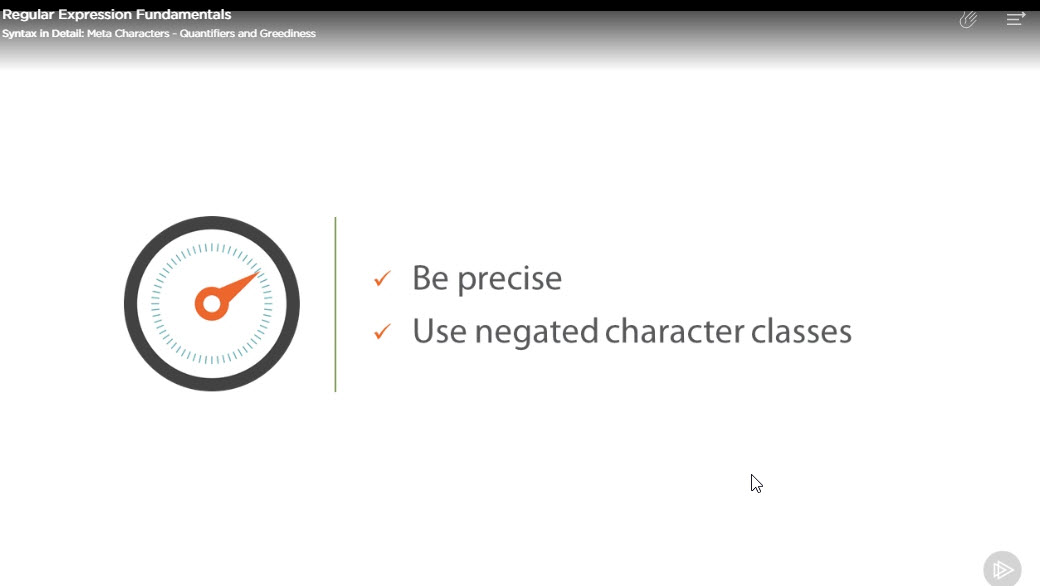 Regular Expression Fundamentals
Syntax in Detail: Meta Characters - Quantifiers and Greediness
Be precise
Use negated character classes